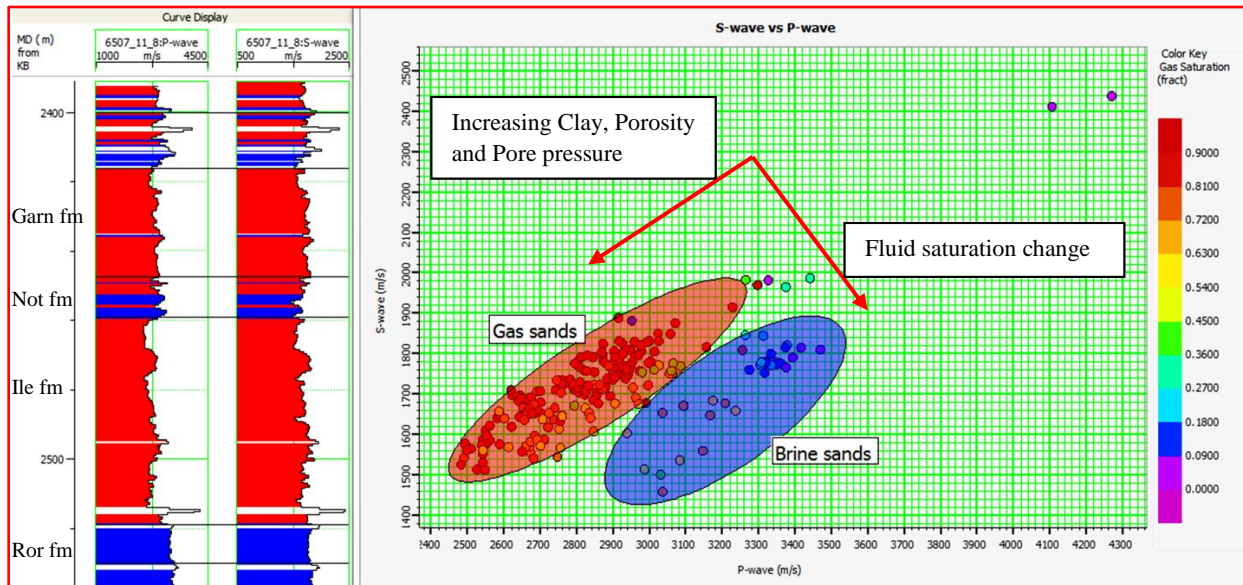 Curve Display
MD ( m)
from
KB
6507_11_8:P-wave
1000 m/s 4500
6507_11_8:S-wave
500 m/s 2500
2400
Garn fm
Not fm
Ile fm
2500
Ror fm
S-wave vs P-wave
S-wave (m/s)
2500
2400
2300
2200
2100
2000
1900
1800
1700
1600
1500
1400
Increasing Clay, Porosity
and Pore pressure
Fluid saturation change
Gas sands
Brine sands
2400 2500 2600 2700 2800 2900 3000 3100 3200 3300 3400 3500 3600 3700 3800 3900 4000 4100 4200 4300
P-wave (m/s)
Color Key
Gas Saturation
(fract)
0.9000
0.8100
0.7200
0.6300
0.5400
0.4500
0.3600
0.2700
0.1800
0.0900
0.0000